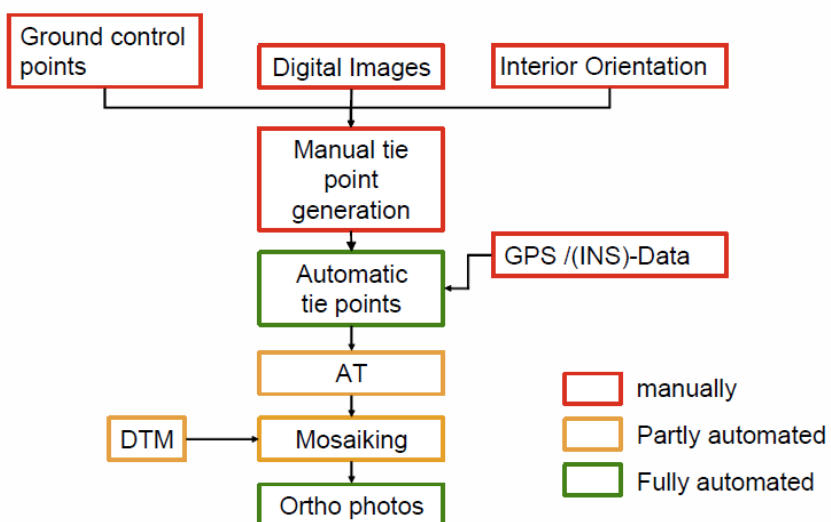 Ground control
points
Digital Images
Interior Orientation
Manual tie
point
generation
GPS /(INS)-Data
Automatic
tie points
AT
manually
DTM
Mosaiking
Partly automated
Fully automated
Ortho photos